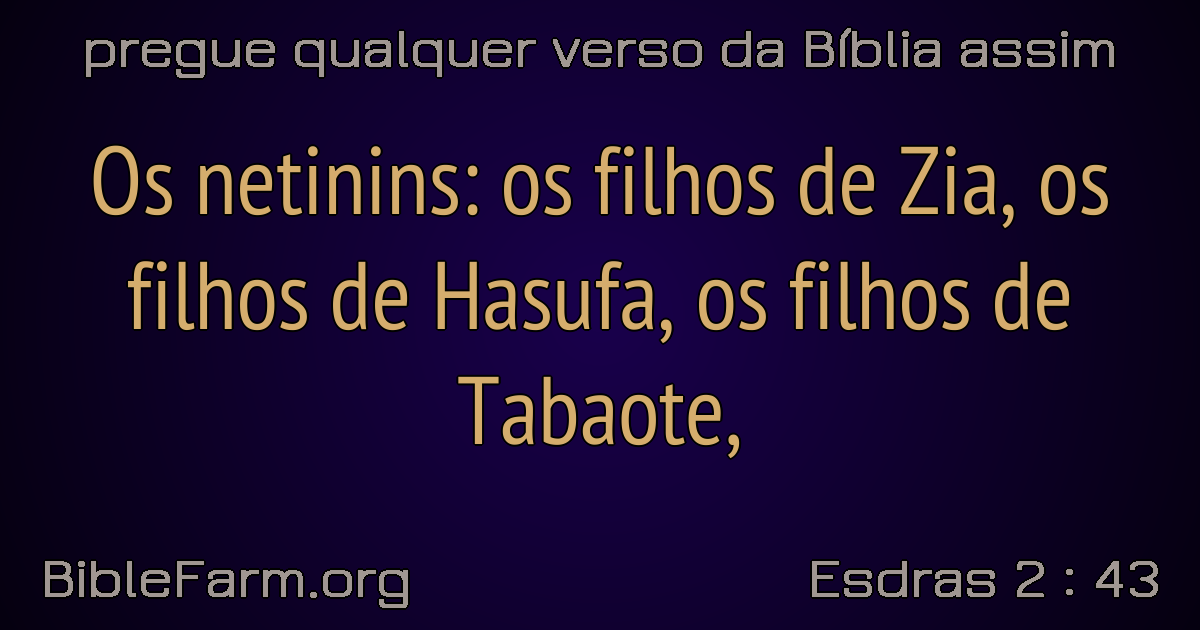 pregue qualquer verso da Bíblia assim
Os netinins: os filhos de Zia, os
filhos de Hasufa, os filhos de
Tabaote,
BibleFarm.org
Esdras 2 : 43